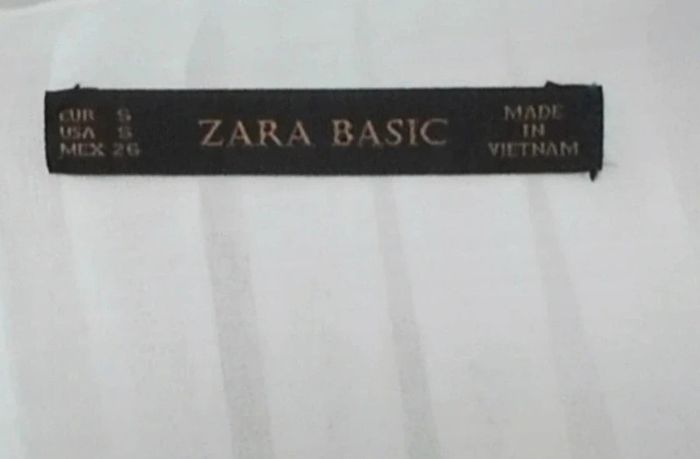 EUR S
USA S
MEX 26
ZARA BASIC
MADE
IN
VIETNAM